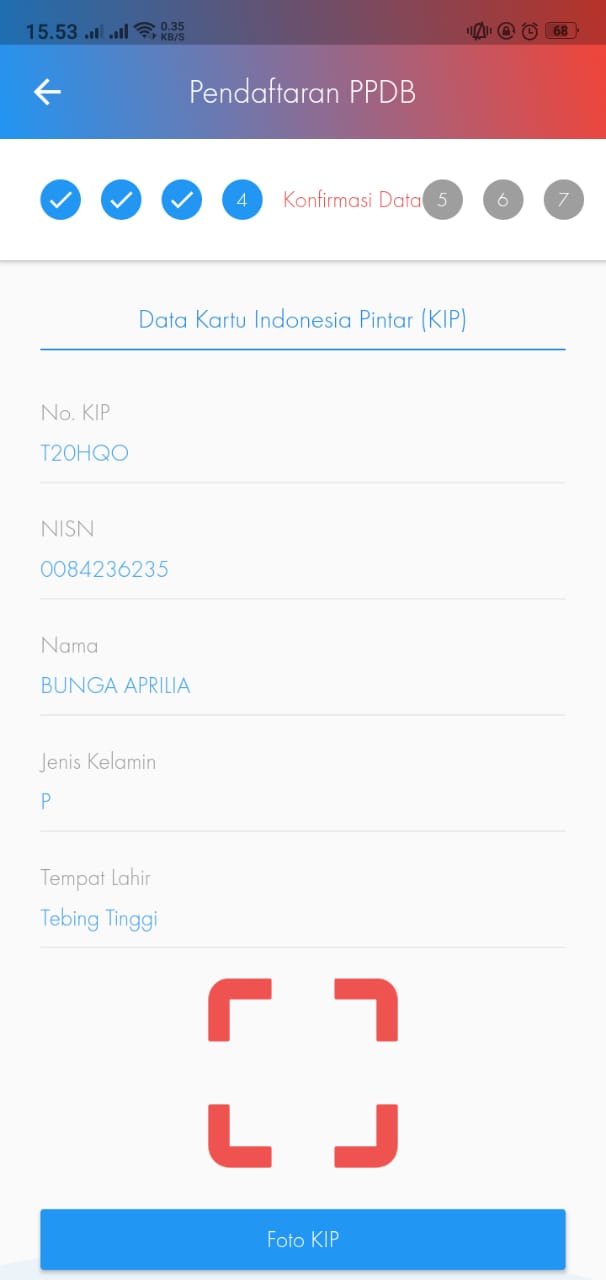 15.53 0.35 KB/S 68
Pendaftaran PPDB
4 Konfirmasi Data 5 6 7
Data Kartu Indonesia Pintar (KIP)
No. KIP
T20HQO
NISN
0084236235
Nama
BUNGA APRILIA
Jenis Kelamin
P
Tempat Lahir
Tebing Tinggi
Foto KIP